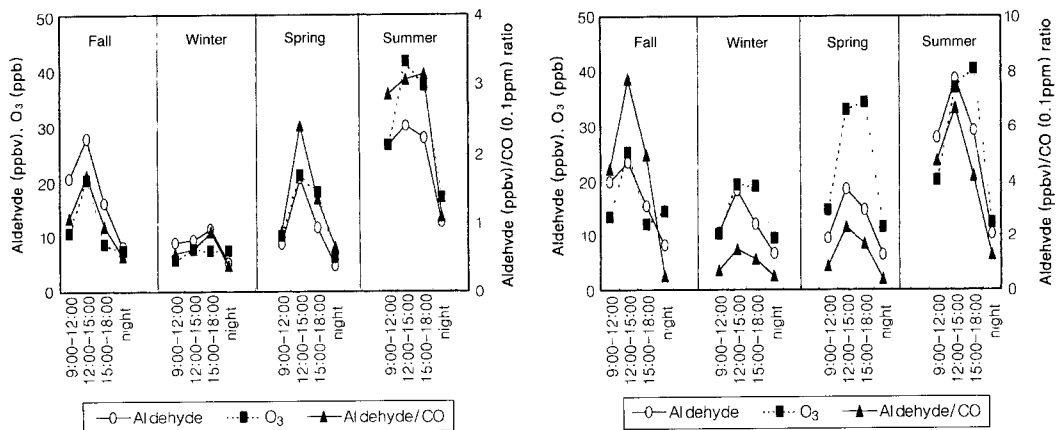 Fall
Winter
Spring
Summer
Aldehyde (ppbv), O₃ (ppb)
50
40
30
20
10
0
4
3
2
1
0
Aldehyde (ppbv)/CO (0.1ppm) ratio
9:00-12:00
12:00-15:00
15:00-18:00
night
9:00-12:00
12:00-15:00
15:00-18:00
night
9:00-12:00
12:00-15:00
15:00-18:00
night
9:00-12:00
12:00-15:00
15:00-18:00
night
Aldehyde O₃ Aldehyde/CO
Fall
Winter
Spring
Summer
Aldehyde (ppbv), O₃ (ppb)
50
40
30
20
10
0
10
8
6
4
2
0
Aldehyde (ppbv)/CO (0.1ppm) ratio
9:00-12:00
12:00-15:00
15:00-18:00
night
9:00-12:00
12:00-15:00
15:00-18:00
night
9:00-12:00
12:00-15:00
15:00-18:00
night
9:00-12:00
12:00-15:00
15:00-18:00
night
Aldehyde O₃ Aldehyde/CO